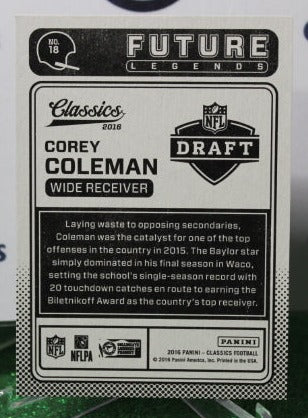 NO.
18
FUTURE
LEGENDS
Classics
2016
COREY
COLEMAN
WIDE RECEIVER
NFL
DRAFT
Laying waste to opposing secondaries,
Coleman was the catalyst for one of the top
offenses in the country in 2015. The Baylor star
simply dominated in his final season in Waco,
setting the school's single-season record with
20 touchdown catches en route to earning the
Biletnikoff Award as the country's top receiver.
NFL
NFLPA
PANINI
2016 PANINI - CLASSICS FOOTBALL
© 2016 Panini America, Inc. Printed in the USA.